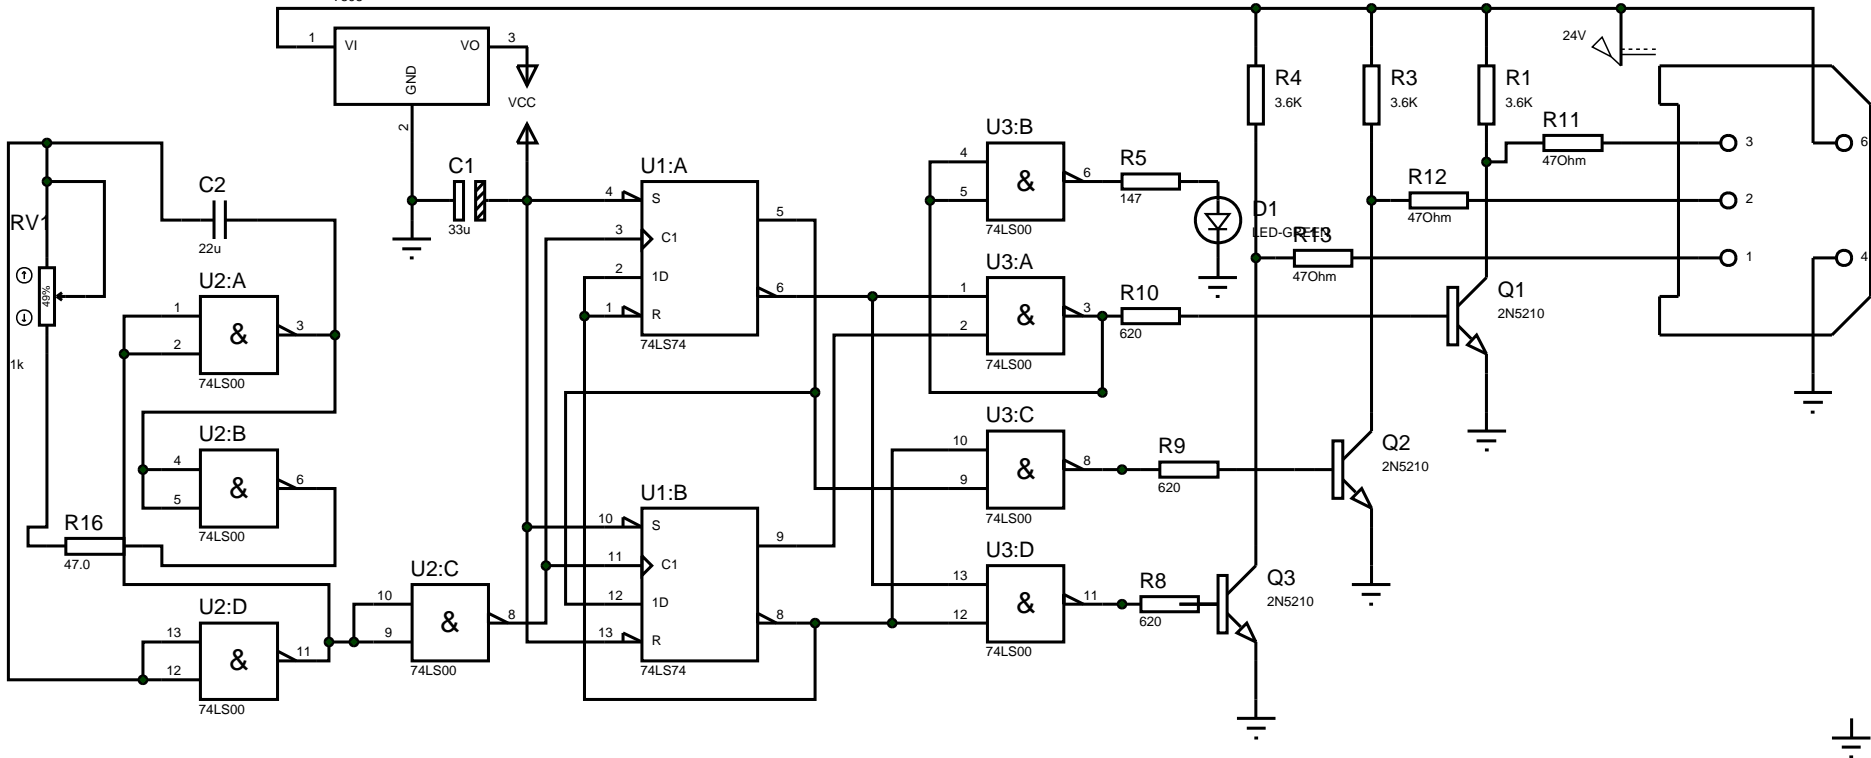 1 VI VO 3
GND
2
VCC
24V
R4
3.6K
R3
3.6K
R1
3.6K
R11
47Ohm
3
6
R12
47Ohm
2
R13
47Ohm
1
4
C2
22u
RV1
49%
1k
C1
33u
U1:A
4 S 5
3 C1
2 1D
6
1 R
74LS74
U3:B
4
5
&
6
74LS00
R5
147
D1
LED-GREEN
U2:A
1
2
&
3
74LS00
U3:A
1
2
&
3
74LS00
R10
620
Q1
2N5210
U2:B
4
5
&
6
74LS00
U3:C
10
9
&
8
74LS00
R9
620
Q2
2N5210
R16
47.0
U1:B
10 S
9
11 C1
12 1D
8
13 R
74LS74
U3:D
13
12
&
11
74LS00
R8
620
Q3
2N5210
U2:C
10
9
&
8
74LS00
U2:D
13
12
&
11
74LS00